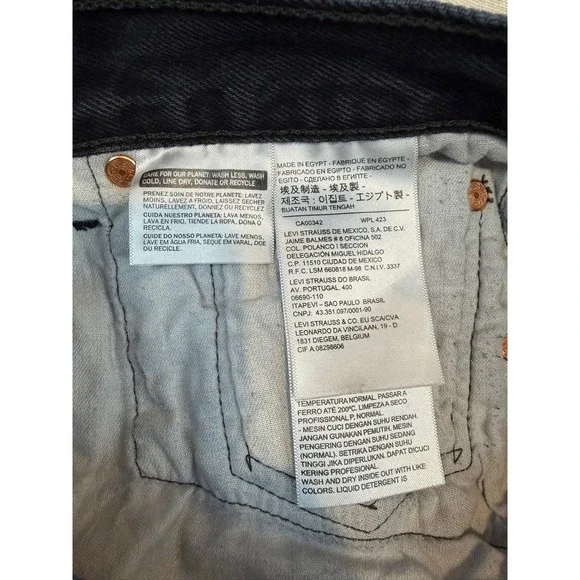 CARE FOR OUR PLANET: WASH LESS, WASH
COLD, LINE DRY, DONATE OR RECYCLE
PRENEZ SOIN DE NOTRE PLANÈTE: LAVEZ
MOINS, LAVEZ A FROID, LAISSEZ SÉCHER
NATURELLEMENT, DONNEZ OU RECYCLEZ
CUIDA NUESTRO PLANETA: LAVA MENOS,
LAVA EN FRIO, TIENDE LA ROPA, DONA O
RECICLA.
CUIDE DO NOSSO PLANETA: LAVE MENOS,
LAVE EM ÁGUA FRIA, SEQUE EM VARAL, DOE
OU RECICLE.
MADE IN EGYPT - FABRIQUE EN EGYPTE -
FABRICADO EN EGIPTO - FABRICADO NO
EGITO - СДЕЛАНО В ЕГИПТЕ -
埃及制造 - 埃及製 -
제조국: 이집트 - エジプト製 -
BUATAN TIMUR TENGAH
CA00342 WPL 423
LEVI STRAUSS DE MEXICO, S.A. DE C.V.
JAIME BALMES # 8 OFICINA 502
COL. POLANCO I SECCION
DELEGACION MIGUEL HIDALGO
C.P. 11510 CIUDAD DE MEXICO
R.F.C. LSM 660818 M-98 C.N.I.V. 3337
LEVI STRAUSS DO BRASIL
AV. PORTUGAL, 400
06690-110
ITAPEVI – SAO PAULO BRASIL
CNPJ: 43.351.097/0001-90
LEVI STRAUSS & CO. EU SCA/CVA
LEONARDO DA VINCILAAN, 19 - D
1831 DIEGEM, BELGIUM
CIF A 08298606
TEMPERATURA NORMAL. PASSAR A
FERRO ATÉ 200ºC. LIMPEZA A SECO
PROFISSIONAL P, NORMAL.
- MESIN CUCI DENGAN SUHU RENDAH.
JANGAN GUNAKAN PEMUTIH. MESIN
PENGERING DENGAN SUHU SEDANG
(NORMAL). SETRIKA DENGAN SUHU
TINGGI JIKA DIPERLUKAN. DAPAT DICUCI
KERING PROFESIONAL.
WASH AND DRY INSIDE OUT WITH LIKE
COLORS. LIQUID DETERGENT IS